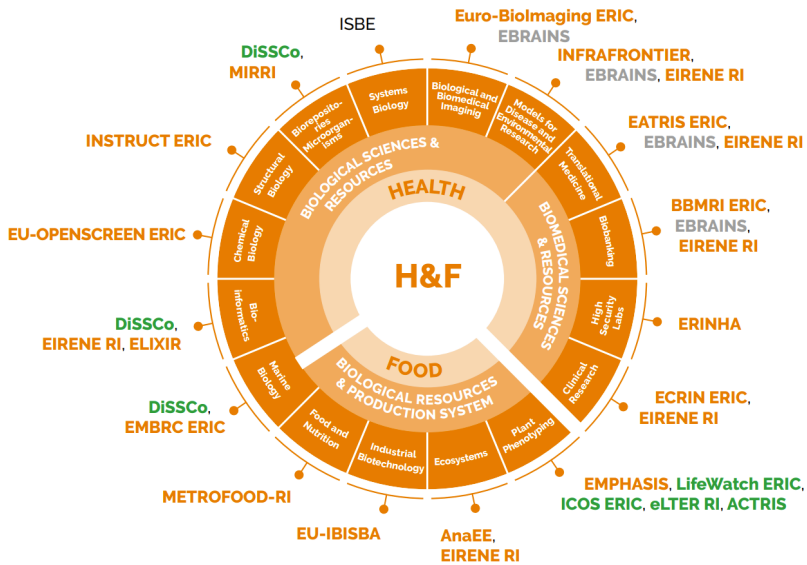 ISBE
Euro-BioImaging ERIC,
EBRAINS
DiSSCo,
MIRRI
INFRAFRONTIER,
EBRAINS, EIRENE RI
INSTRUCT ERIC
EATRIS ERIC,
EBRAINS, EIRENE RI
EU-OPENSCREEN ERIC
BBMRI ERIC,
EBRAINS,
EIRENE RI
DiSSCo,
EIRENE RI, ELIXIR
ERINHA
DiSSCo,
EMBRC ERIC
ECRIN ERIC,
EIRENE RI
METROFOOD-RI
EMPHASIS, LifeWatch ERIC,
ICOS ERIC, eLTER RI, ACTRIS
EU-IBISBA
AnaEE,
EIRENE RI
Bioreposito-
ries
Microorgan-
isms
Systems
Biology
Biological and
Biomedical
Imaginig
Models for
Disease and
Environmental
Research
Translational
Medicine
Biobanking
High
Security
Labs
Clinical
Research
Plant
Phenotyping
Ecosystems
Industrial
Biotechnology
Food and
Nutrition
Marine
Biology
Bio-
informatics
Chemical
Biology
Structural
Biology
BIOLOGICAL SCIENCES &
RESOURCES
BIOMEDICAL SCIENCES
& RESOURCES
BIOLOGICAL RESOURCES
& PRODUCTION SYSTEM
HEALTH
H&F
FOOD